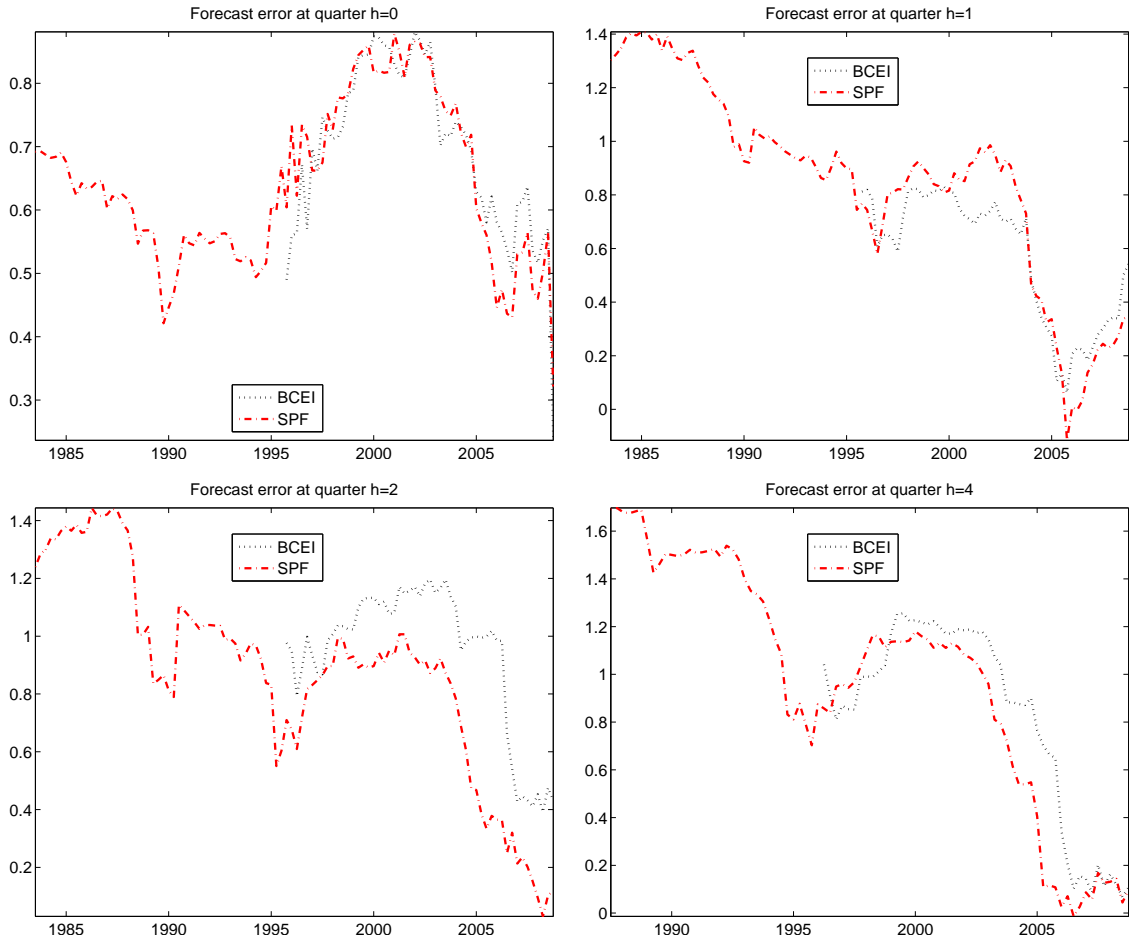 Forecast error at quarter h=0
0.8
0.7
0.6
0.5
0.4
0.3
BCEI
SPF
1985 1990 1995 2000 2005
Forecast error at quarter h=1
1.4
1.2
1
0.8
0.6
0.4
0.2
0
BCEI
SPF
1985 1990 1995 2000 2005
Forecast error at quarter h=2
1.4
1.2
1
0.8
0.6
0.4
0.2
BCEI
SPF
1985 1990 1995 2000 2005
Forecast error at quarter h=4
1.6
1.4
1.2
1
0.8
0.6
0.4
0.2
0
BCEI
SPF
1990 1995 2000 2005